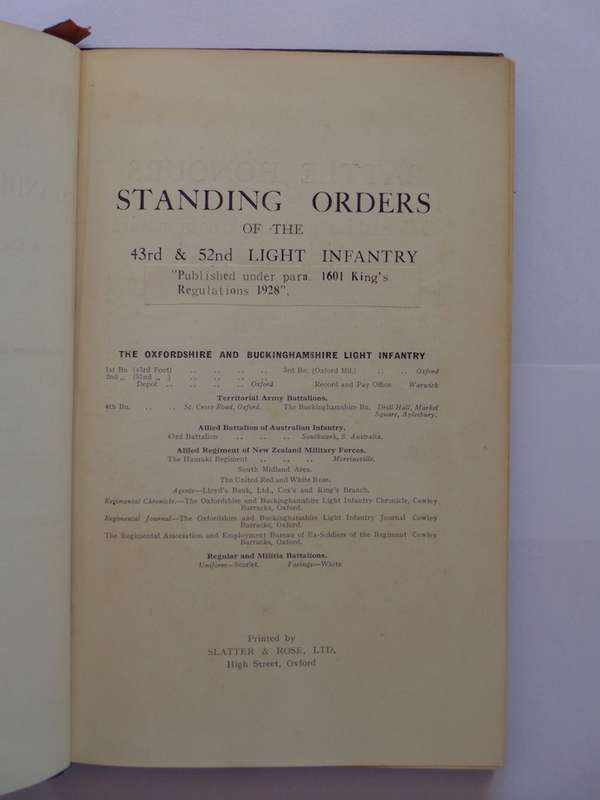 STANDING ORDERS
OF THE
43rd & 52nd LIGHT INFANTRY
"Published under para. 1601 King's
Regulations 1928".
THE OXFORDSHIRE AND BUCKINGHAMSHIRE LIGHT INFANTRY
1st Bn (43rd Foot) .. .. .. .. 3rd Bn. (Oxford Mil.) .. .. Oxford
2nd „ (52nd „ ) .. .. .. ..
Depot .. .. .. .. Oxford Record and Pay Office Warwick
Territorial Army Battalions.
4th Bn. .. .. St. Cross Road, Oxford. The Buckinghamshire Bn. Drill Hall, Market
Square, Aylesbury.
Allied Battalion of Australian Infantry.
43rd Battalion .. .. .. Southwark, S. Australia.
Allied Regiment of New Zealand Military Forces.
The Hauraki Regiment .. .. .. Morrinsville.
South Midland Area.
The United Red and White Rose.
Agents—Lloyd's Bank, Ltd., Cox's and King's Branch.
Regimental Chronicle.—The Oxfordshire and Buckinghamshire Light Infantry Chronicle, Cowley
Barracks, Oxford.
Regimental Journal—The Oxfordshire and Buckinghamshire Light Infantry Journal Cowley
Barracks, Oxford.
The Regimental Association and Employment Bureau of Ex-Soldiers of the Regiment Cowley
Barracks, Oxford.
Regular and Militia Battalions.
Uniform—Scarlet. Facings—White
Printed by
SLATTER & ROSE, LTD.
High Street, Oxford